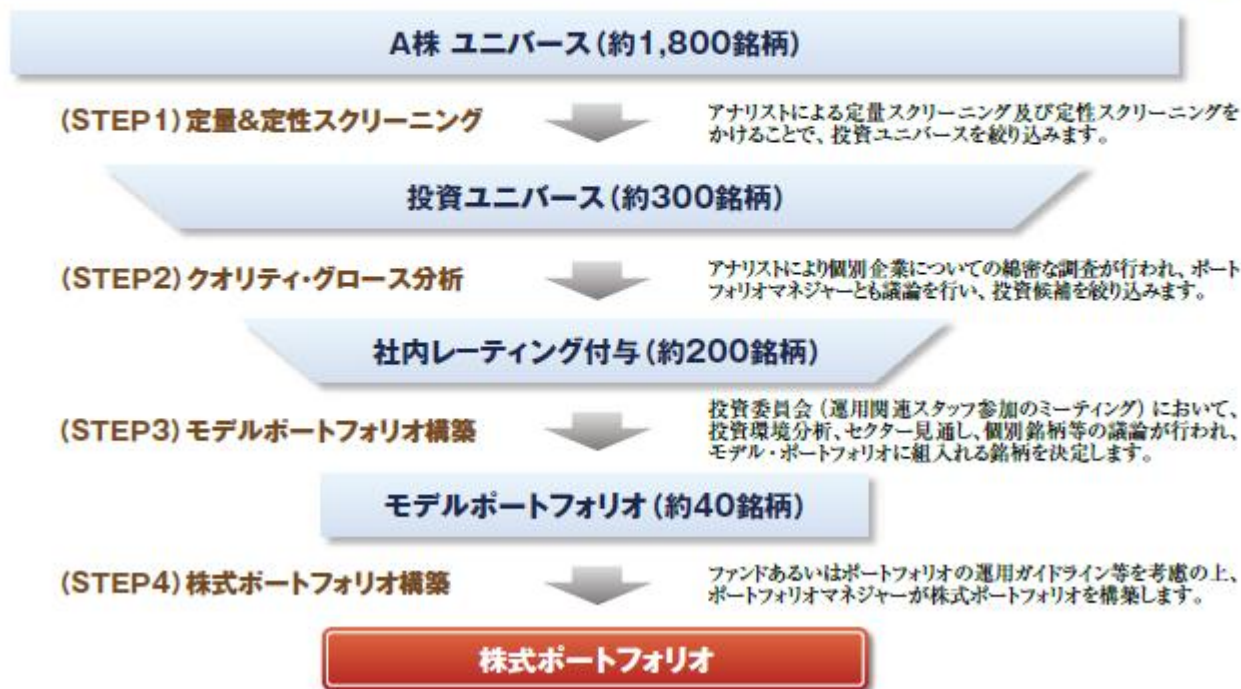 A株 ユニバース（約1,800銘柄）
（STEP1）定量&定性スクリーニング
アナリストによる定量スクリーニング及び定性スクリーニングを
かけることで、投資ユニバースを絞り込みます。
投資ユニバース（約300銘柄）
（STEP2）クオリティ・グロース分析
アナリストにより個別企業についての綿密な調査が行われ、ポート
フォリオマネジャーとも議論を行い、投資候補を絞り込みます。
社内レーティング付与（約200銘柄）
（STEP3）モデルポートフォリオ構築
投資委員会（運用関連スタッフ参加のミーティング）において、
投資環境分析、セクター見通し、個別銘柄等の議論が行われ、
モデル・ポートフォリオに組入れる銘柄を決定します。
モデルポートフォリオ（約40銘柄）
（STEP4）株式ポートフォリオ構築
ファンドあるいはポートフォリオの運用ガイドライン等を考慮の上、
ポートフォリオマネジャーが株式ポートフォリオを構築します。
株式ポートフォリオ